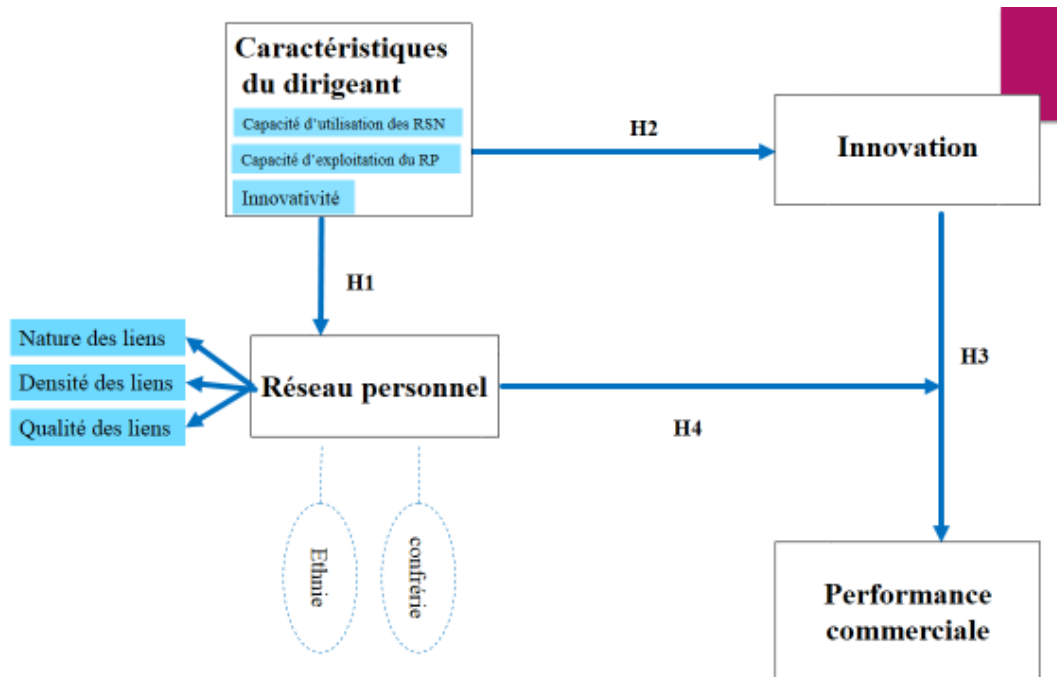 Caractéristiques
du dirigeant
Capacité d'utilisation des RSN
Capacité d'exploitation du RP
Innovativité
H2
Innovation
H1
Nature des liens
Densité des liens
Qualité des liens
Réseau personnel
H3
H4
Ethnie
confrérie
Performance
commerciale